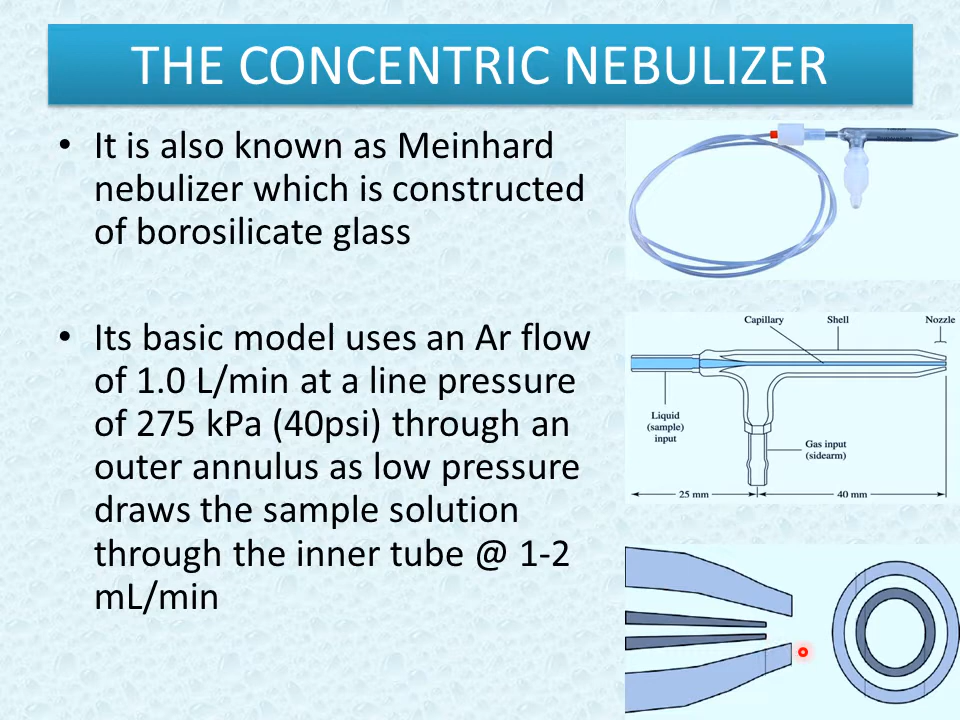 THE CONCENTRIC NEBULIZER
• It is also known as Meinhard
nebulizer which is constructed
of borosilicate glass
• Its basic model uses an Ar flow
of 1.0 L/min at a line pressure
of 275 kPa (40psi) through an
outer annulus as low pressure
draws the sample solution
through the inner tube @ 1-2
mL/min
Capillary
Shell
Nozzle
Liquid
(sample)
input
Gas input
(sidearm)
25 mm
40 mm